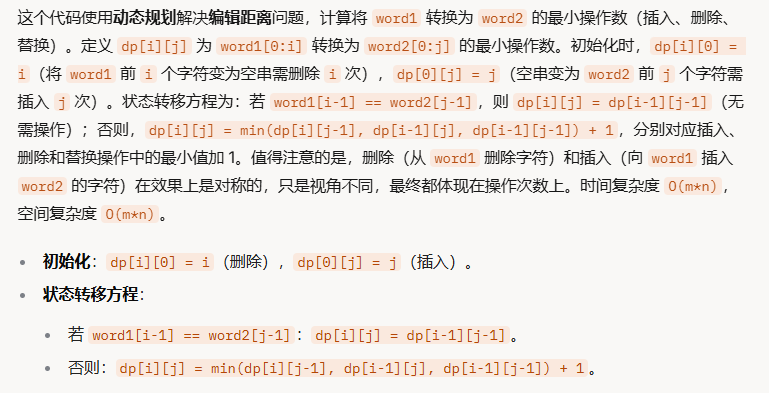 这个代码使用动态规划解决编辑距离问题，计算将 word1 转换为 word2 的最小操作数（插入、删除、
替换）。定义 dp[i][j] 为 word1[0:i] 转换为 word2[0:j] 的最小操作数。初始化时，dp[i][0] =
i（将 word1 前 i 个字符变为空串需删除 i 次），dp[0][j] = j（空串变为 word2 前 j 个字符需
插入 j 次）。状态转移方程为：若 word1[i-1] == word2[j-1]，则 dp[i][j] = dp[i-1][j-1]（无
需操作）；否则，dp[i][j] = min(dp[i][j-1], dp[i-1][j], dp[i-1][j-1]) + 1，分别对应插入、
删除和替换操作中的最小值加 1。值得注意的是，删除（从 word1 删除字符）和插入（向 word1 插入
word2 的字符）在效果上是对称的，只是视角不同，最终都体现在操作次数上。时间复杂度 O(m*n)，
空间复杂度 O(m*n)。
• 初始化：dp[i][0] = i（删除），dp[0][j] = j（插入）。
• 状态转移方程：
• 若 word1[i-1] == word2[j-1]：dp[i][j] = dp[i-1][j-1]。
• 否则：dp[i][j] = min(dp[i][j-1], dp[i-1][j], dp[i-1][j-1]) + 1。